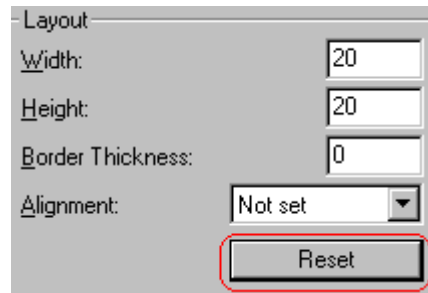 Layout
Width: 20
Height: 20
Border Thickness: 0
Alignment: Not set
Reset